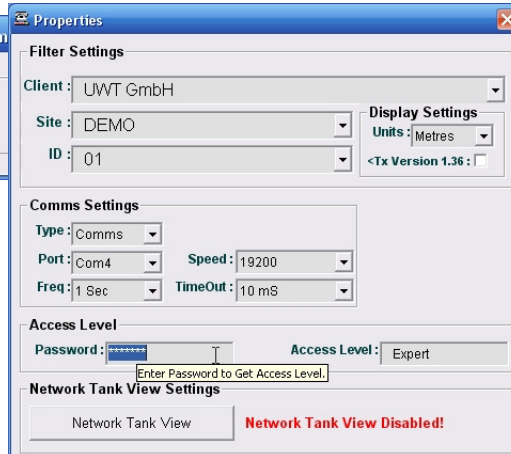 Properties
Filter Settings
Client : UWT GmbH
Site : DEMO
Display Settings
Units : Metres
ID : 01
<Tx Version 1.36 :
Comms Settings
Type : Comms
Port : Com4
Speed : 19200
Freq : 1 Sec
TimeOut : 10 mS
Access Level
Password : *******
Access Level : Expert
Enter Password to Get Access Level.
Network Tank View Settings
Network Tank View
Network Tank View Disabled!